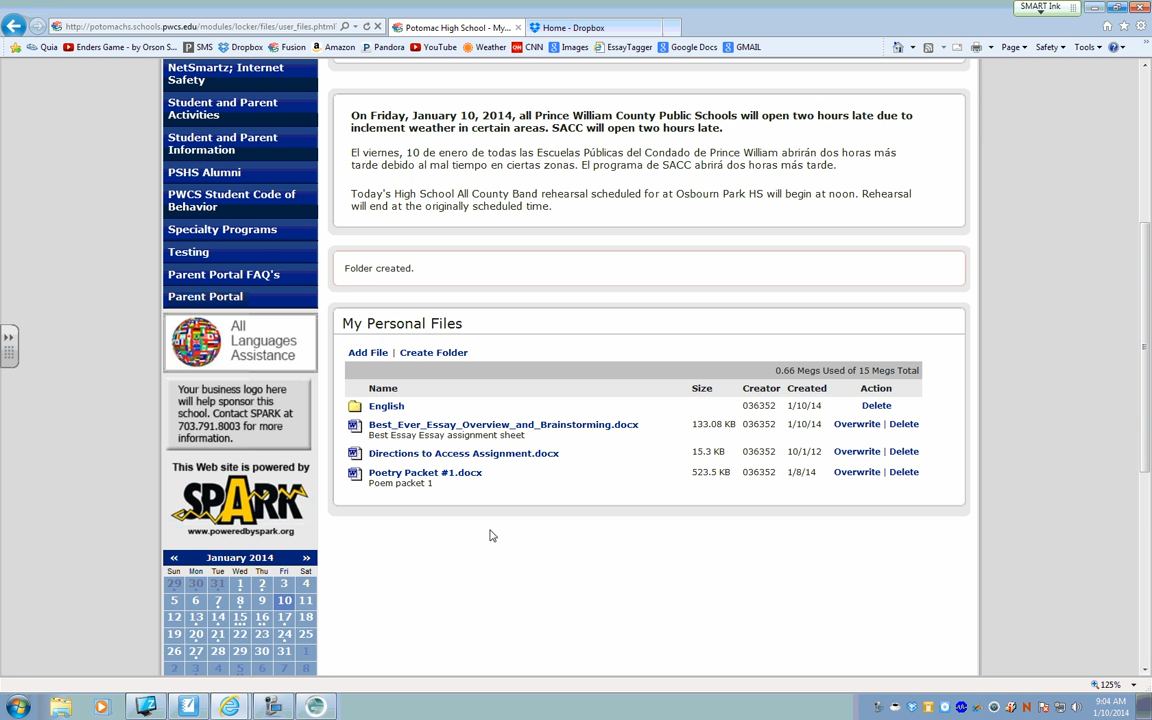 SMART Ink
http://potomachs.schools.pwcs.edu/modules/locker/files/user_files.phtml
Potomac High School - My...
Home - Dropbox
Quia
Enders Game - by Orson S...
SMS
Dropbox
Fusion
Amazon
Pandora
YouTube
Weather
CNN
Images
EssayTagger
Google Docs
GMAIL
Page
Safety
Tools
NetSmartz; Internet
Safety
Student and Parent
Activities
Student and Parent
Information
PSHS Alumni
PWCS Student Code of
Behavior
Specialty Programs
Testing
Parent Portal FAQ's
Parent Portal
All
Languages
Assistance
Your business logo here
will help sponsor this
school. Contact SPARK at
703.791.8003 for more
information.
This Web site is powered by
SPARK
www.poweredbyspark.org
« January 2014 »
Sun Mon Tue Wed Thu Fri Sat
29 30 31 1 2 3 4
5 6 7 8 9 10 11
12 13 14 15 16 17 18
19 20 21 22 23 24 25
26 27 28 29 30 31 1
2 3 4 5 6 7 8
On Friday, January 10, 2014, all Prince William County Public Schools will open two hours late due to
inclement weather in certain areas. SACC will open two hours late.
El viernes, 10 de enero de todas las Escuelas Públicas del Condado de Prince William abrirán dos horas más
tarde debido al mal tiempo en ciertas zonas. El programa de SACC abrirá dos horas más tarde.
Today's High School All County Band rehearsal scheduled for at Osbourn Park HS will begin at noon. Rehearsal
will end at the originally scheduled time.
Folder created.
My Personal Files
Add File | Create Folder
0.66 Megs Used of 15 Megs Total
Name Size Creator Created Action
English 036352 1/10/14 Delete
Best_Ever_Essay_Overview_and_Brainstorming.docx 133.08 KB 036352 1/10/14 Overwrite | Delete
Best Essay Essay assignment sheet
Directions to Access Assignment.docx 15.3 KB 036352 10/1/12 Overwrite | Delete
Poetry Packet #1.docx 523.5 KB 036352 1/8/14 Overwrite | Delete
Poem packet 1
125%
9:04 AM
1/10/2014